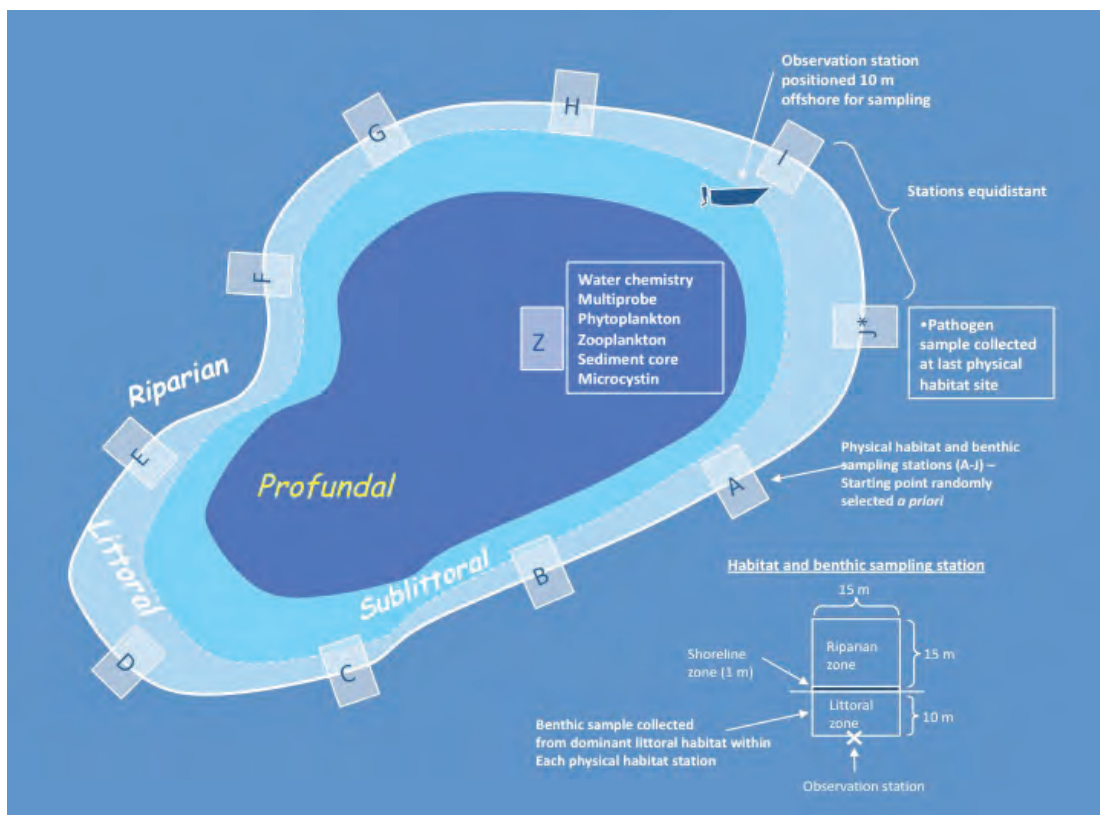 Observation station
positioned 10 m
offshore for sampling
H
G
I
Stations equidistant
F
Z
Water chemistry
Multiprobe
Phytoplankton
Zooplankton
Sediment core
Microcystin
J*
•Pathogen
sample collected
at last physical
habitat site
Riparian
E
Profundal
A
Physical habitat and benthic
sampling stations (A-J) –
Starting point randomly
selected a priori
Littoral
Sublittoral
B
D
C
Habitat and benthic sampling station
15 m
Riparian
zone
15 m
Shoreline
zone (1 m)
Littoral
zone
10 m
Benthic sample collected
from dominant littoral habitat within
Each physical habitat station
Observation station